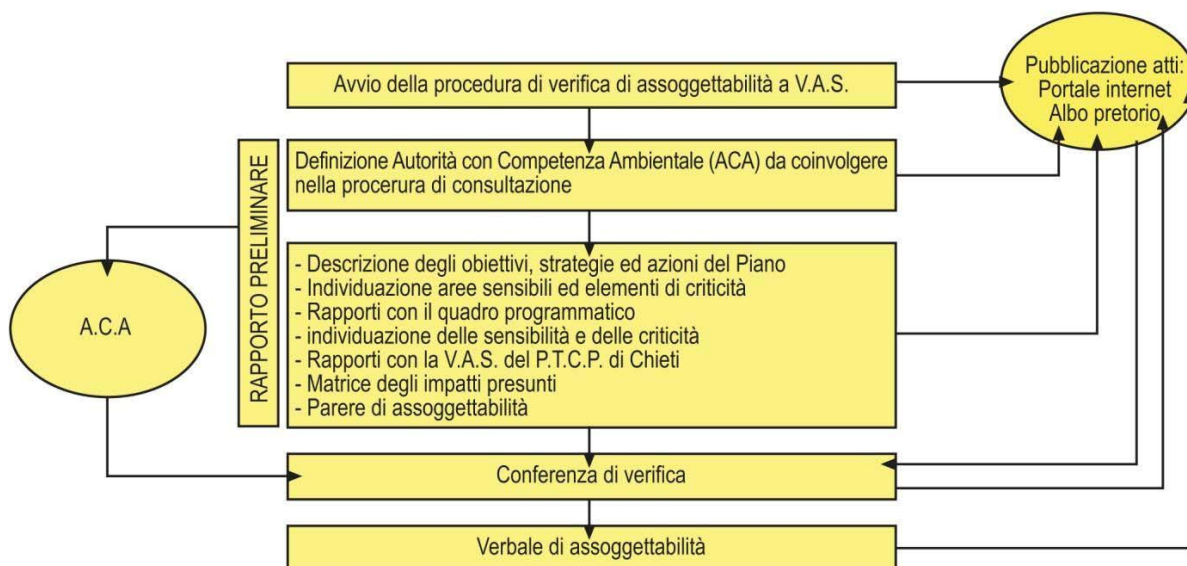 Avvio della procedura di verifica di assoggettabilità a V.A.S.
Pubblicazione atti:
Portale internet
Albo pretorio
RAPPORTO PRELIMINARE
Definizione Autorità con Competenza Ambientale (ACA) da coinvolgere
nella procerura di consultazione
A.C.A
- Descrizione degli obiettivi, strategie ed azioni del Piano
- Individuazione aree sensibili ed elementi di criticità
- Rapporti con il quadro programmatico
- individuazione delle sensibilità e delle criticità
- Rapporti con la V.A.S. del P.T.C.P. di Chieti
- Matrice degli impatti presunti
- Parere di assoggettabilità
Conferenza di verifica
Verbale di assoggettabilità